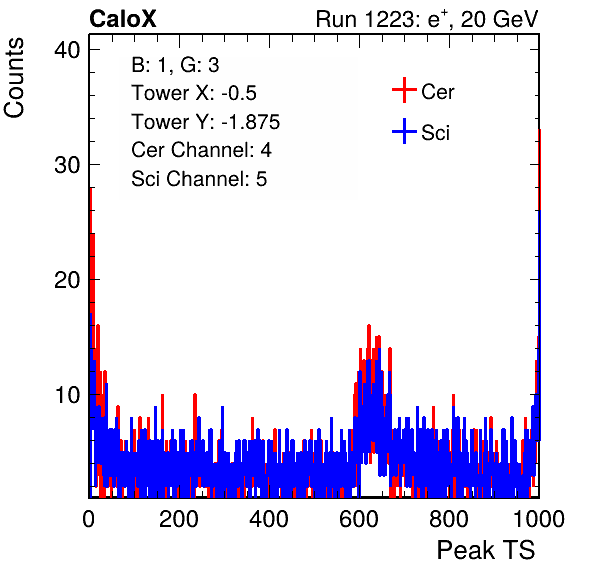 CaloX Run 1223: e⁺, 20 GeV
Counts
40
30
20
10
B: 1, G: 3
Tower X: -0.5
Tower Y: -1.875
Cer Channel: 4
Sci Channel: 5
Cer
Sci
0 200 400 600 800 1000
Peak TS